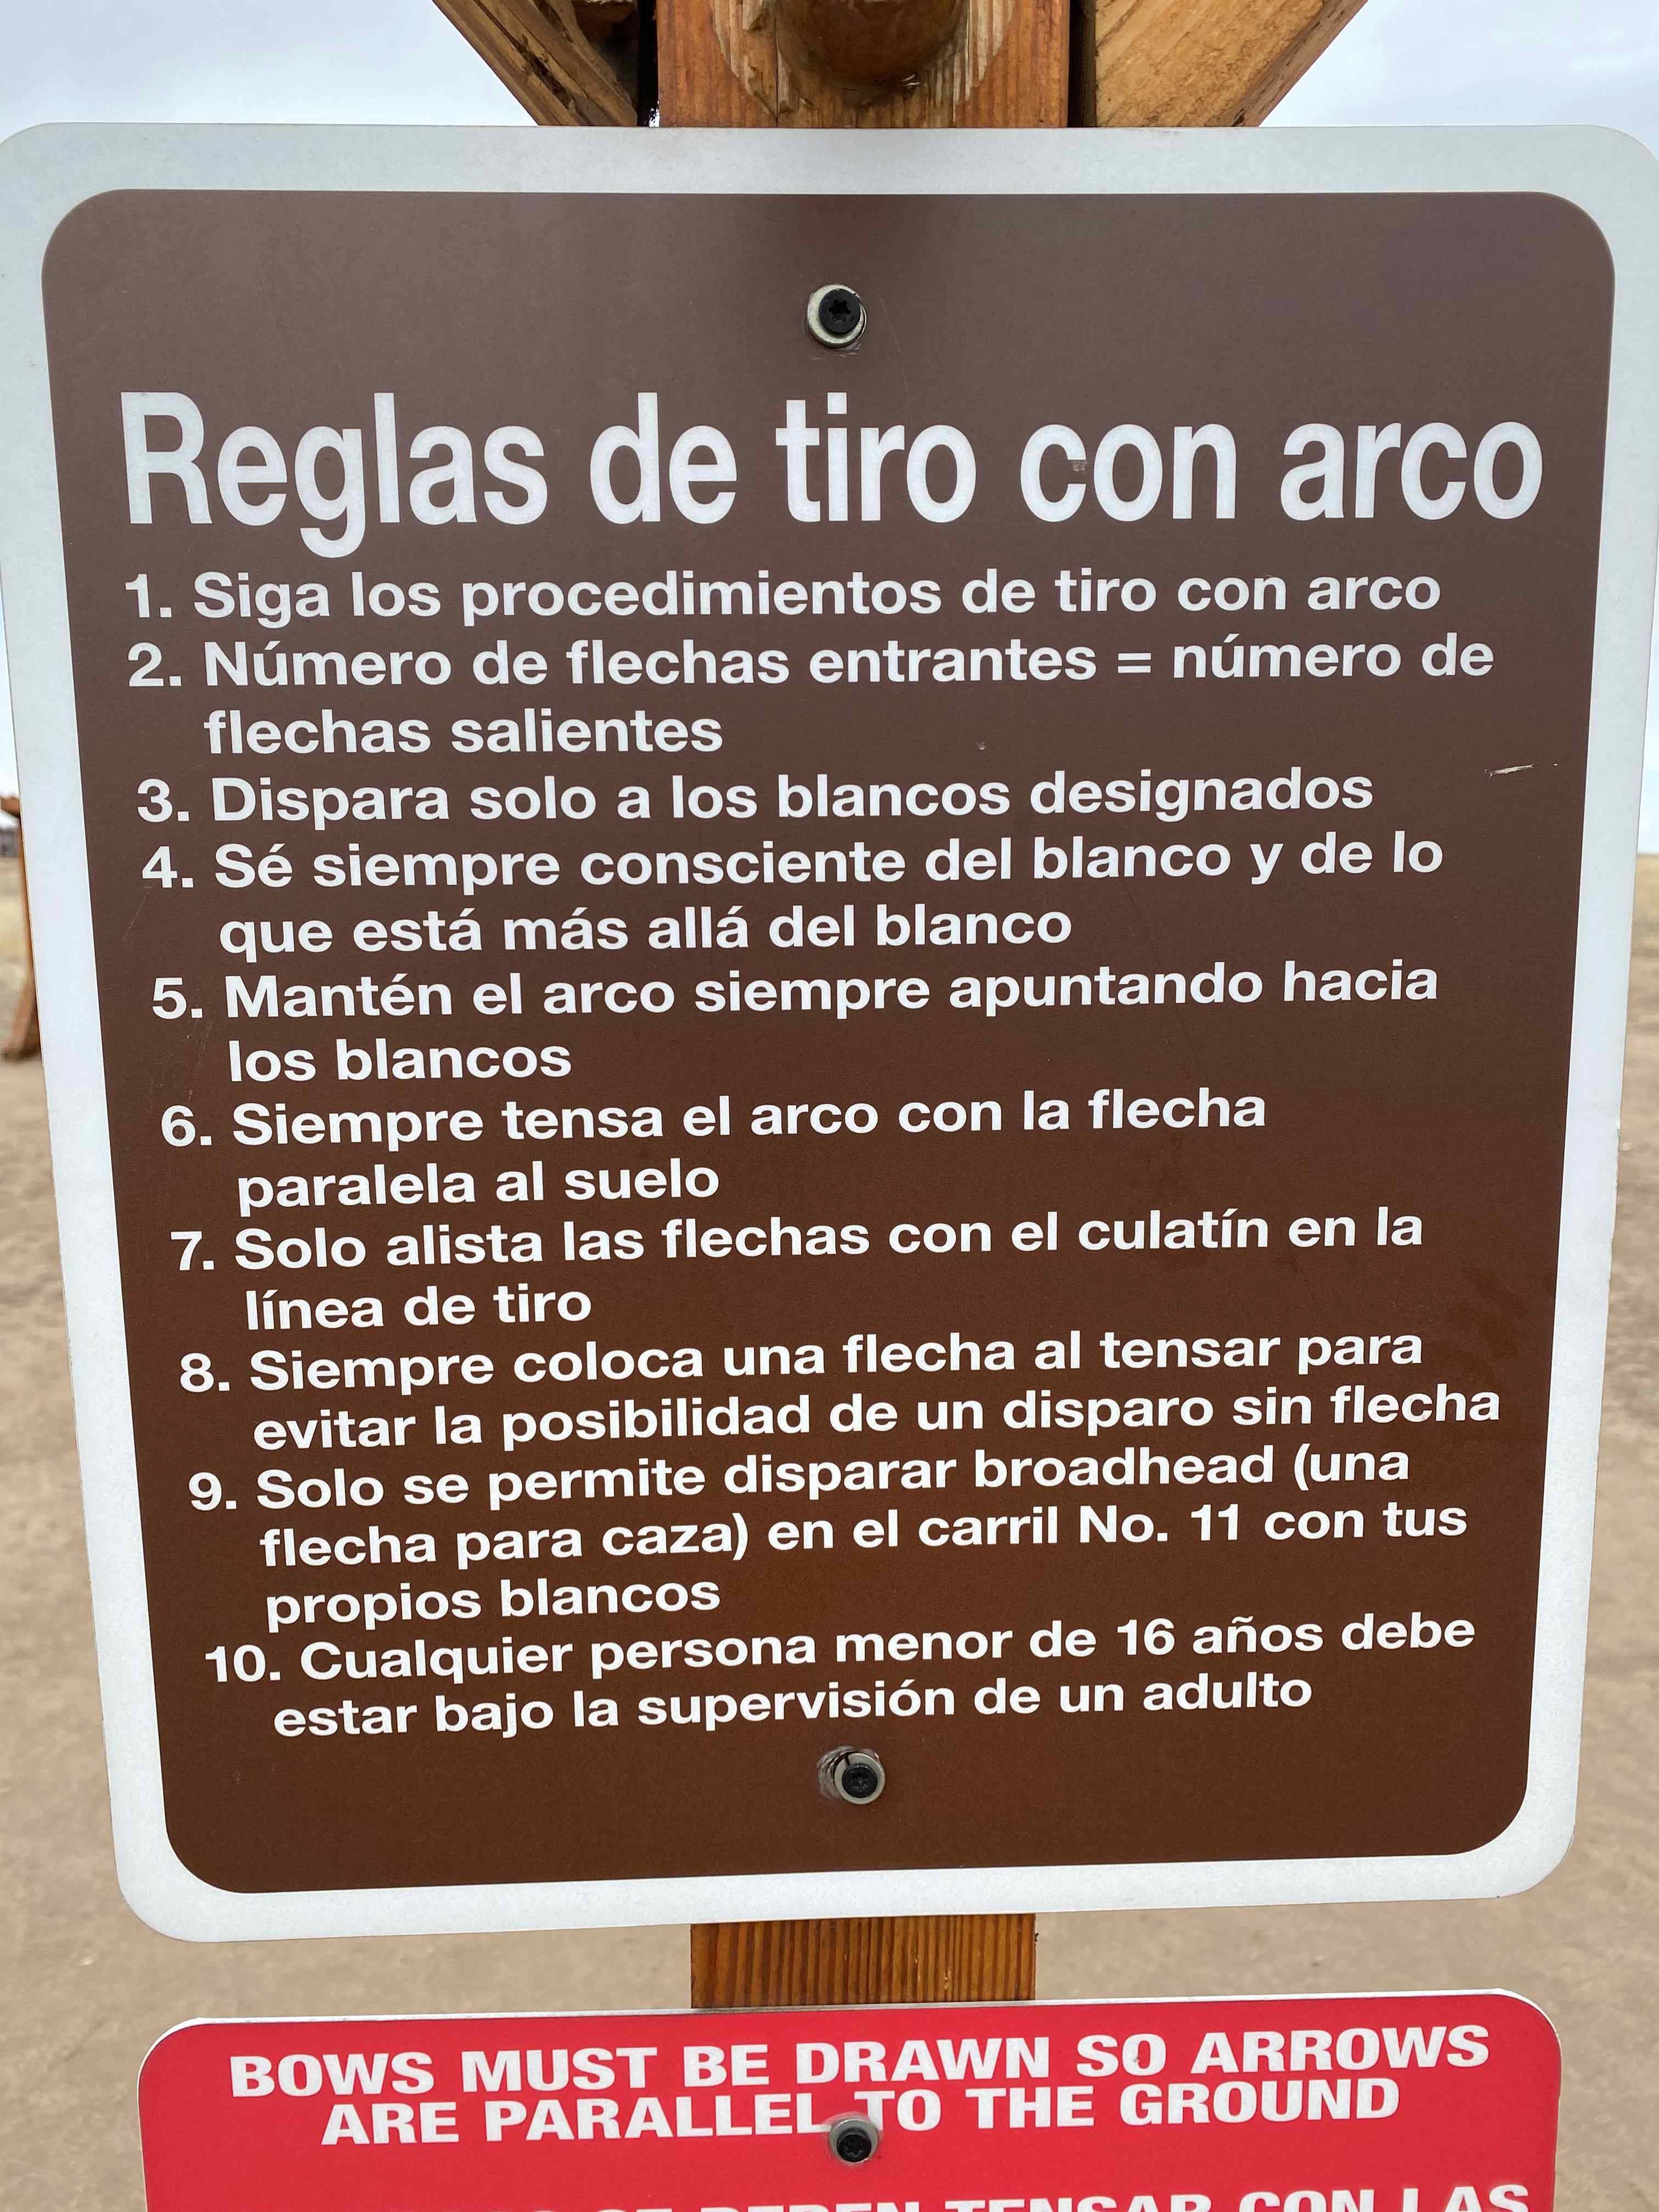 Reglas de tiro con arco
1. Siga los procedimientos de tiro con arco
2. Número de flechas entrantes = número de
flechas salientes
3. Dispara solo a los blancos designados
4. Sé siempre consciente del blanco y de lo
que está más allá del blanco
5. Mantén el arco siempre apuntando hacia
los blancos
6. Siempre tensa el arco con la flecha
paralela al suelo
7. Solo alista las flechas con el culatín en la
línea de tiro
8. Siempre coloca una flecha al tensar para
evitar la posibilidad de un disparo sin flecha
9. Solo se permite disparar broadhead (una
flecha para caza) en el carril No. 11 con tus
propios blancos
10. Cualquier persona menor de 16 años debe
estar bajo la supervisión de un adulto
BOWS MUST BE DRAWN SO ARROWS
ARE PARALLEL TO THE GROUND
SE DEBEN TENSAR CON LAS